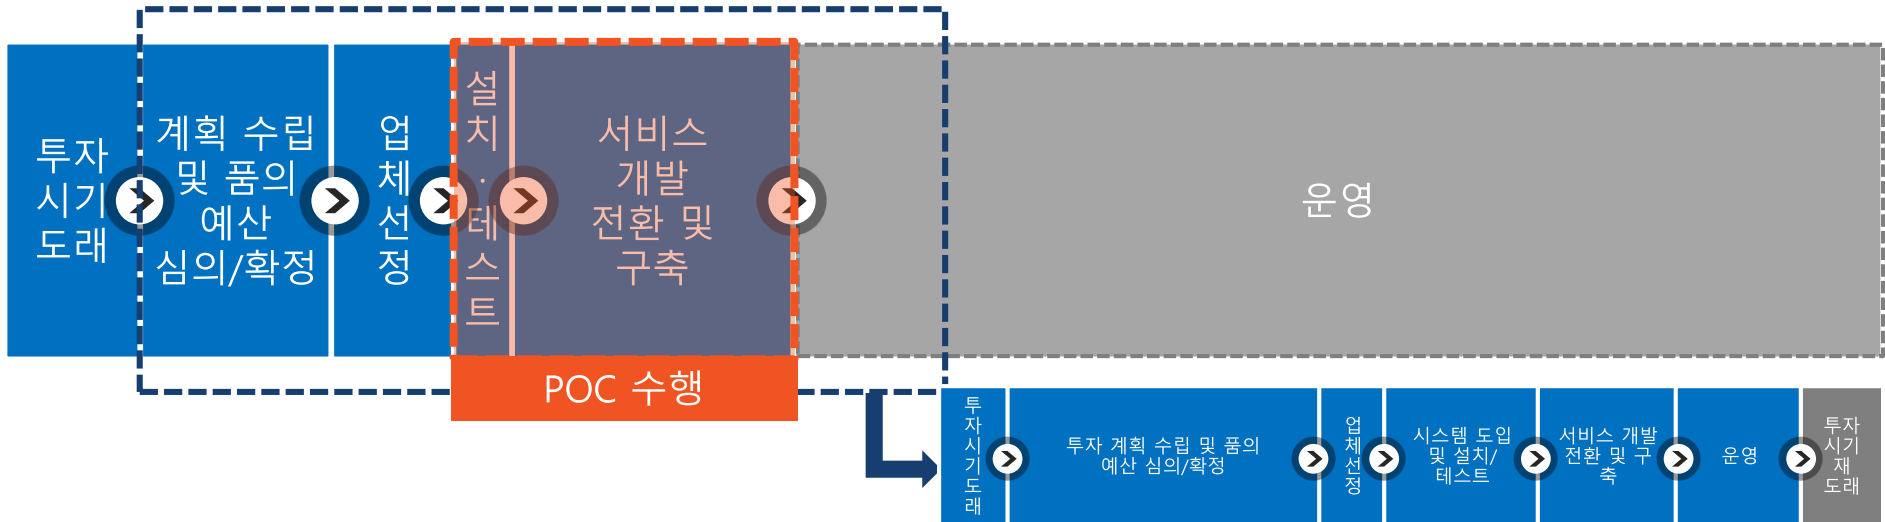 투자
시기
도래
계획 수립
및 품의
예산
심의/확정
업
체
선
정
설
치
·
테
스
트
서비스
개발
전환 및
구축
운영
POC 수행
투
자
시
기
도
래
투자 계획 수립 및 품의
예산 심의/확정
업
체
선
정
시스템 도입
및 설치/
테스트
서비스 개발
전환 및 구
축
운영
투자
시기
재
도래